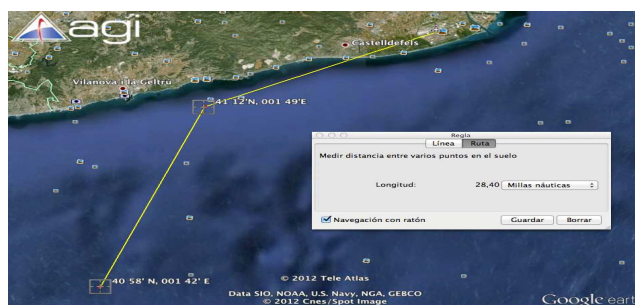 agi
Castelldefels
Vilanova i la Geltrú
41 12'N, 001 49'E
Regla
Línea Ruta
Medir distancia entre varios puntos en el suelo
Longitud: 28,40 Millas náuticas
Navegación con ratón Guardar Borrar
40 58' N, 001 42' E
© 2012 Tele Atlas
Data SIO, NOAA, U.S. Navy, NGA, GEBCO
© 2012 Cnes/Spot Image
Google eart